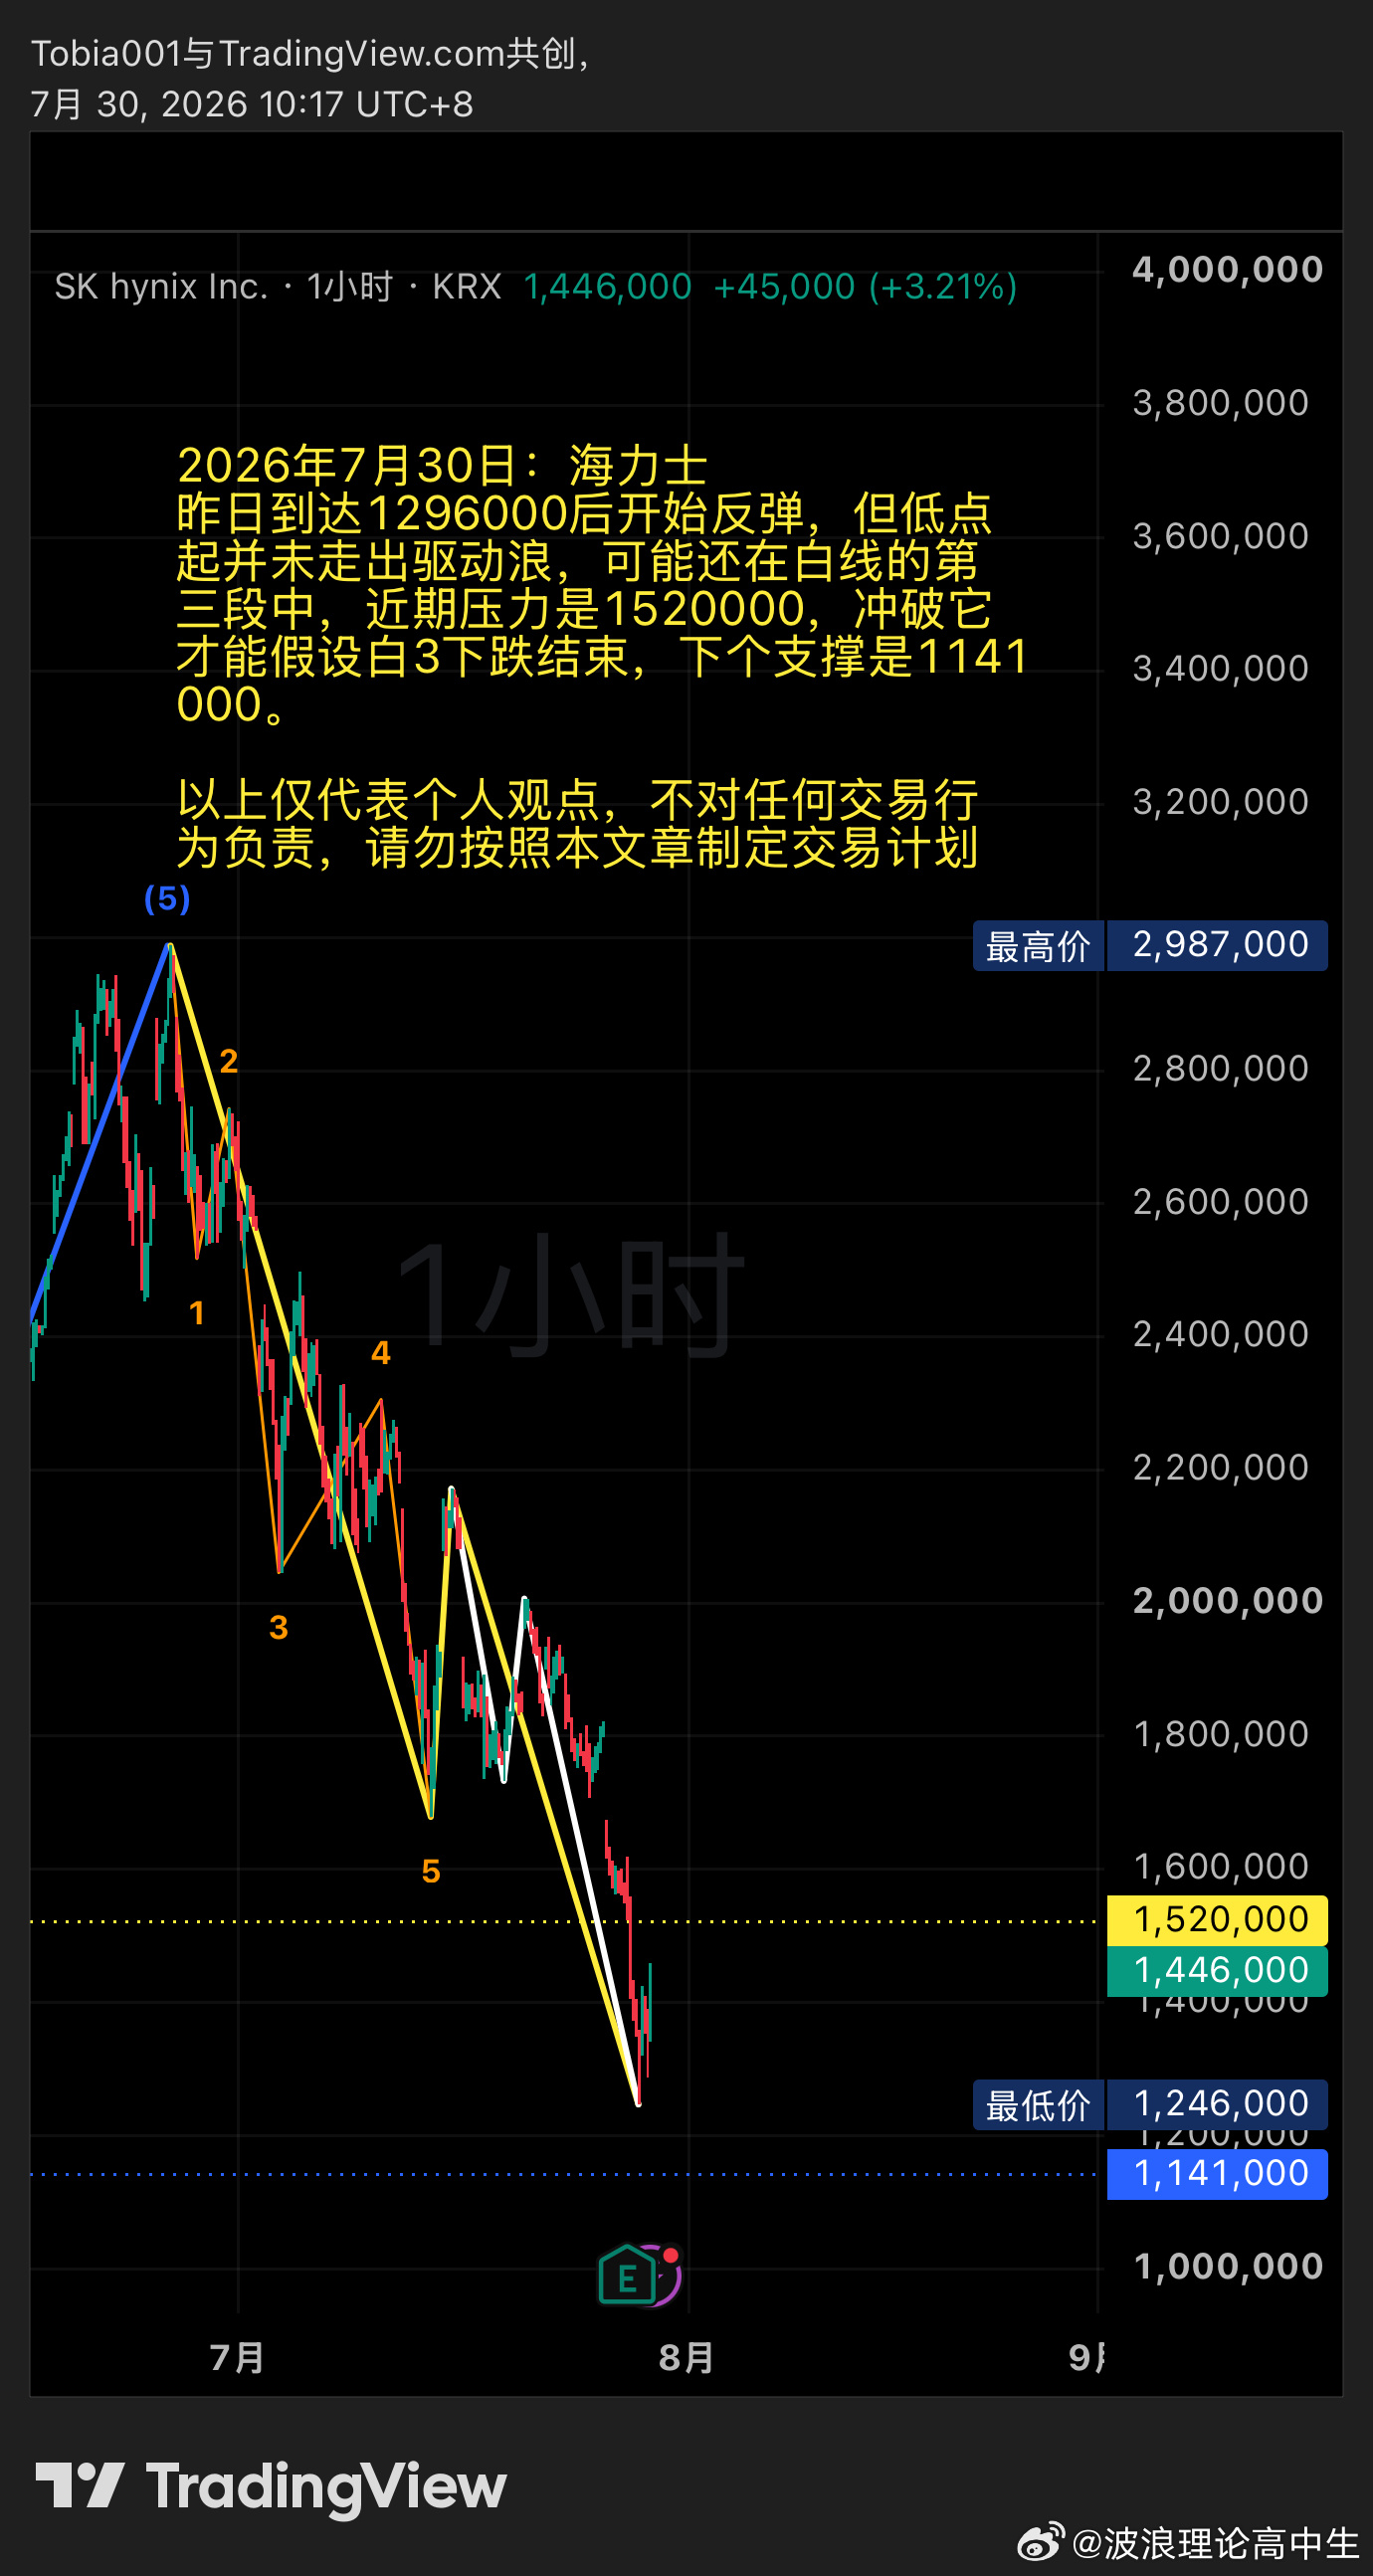 Tobia001与TradingView.com共创,
7月 30, 2026 10:17 UTC+8
SK hynix Inc. · 1小时 · KRX 1,446,000 +45,000 (+3.21%)
4,000,000
3,800,000
2026年7月30日：海力士
昨日到达1296000后开始反弹，但低点
起并未走出驱动浪，可能还在白线的第
三段中，近期压力是1520000，冲破它
才能假设白3下跌结束，下个支撑是1141
000。
以上仅代表个人观点，不对任何交易行
为负责，请勿按照本文章制定交易计划
3,600,000
3,400,000
3,200,000
(5)
最高价 2,987,000
2
2,800,000
2,600,000
1小时
1
4
2,400,000
2,200,000
3
2,000,000
1,800,000
5
1,600,000
1,520,000
1,446,000
1,400,000
最低价 1,246,000
1,200,000
1,141,000
E
1,000,000
7月 8月 9月
TradingView
@波浪理论高中生